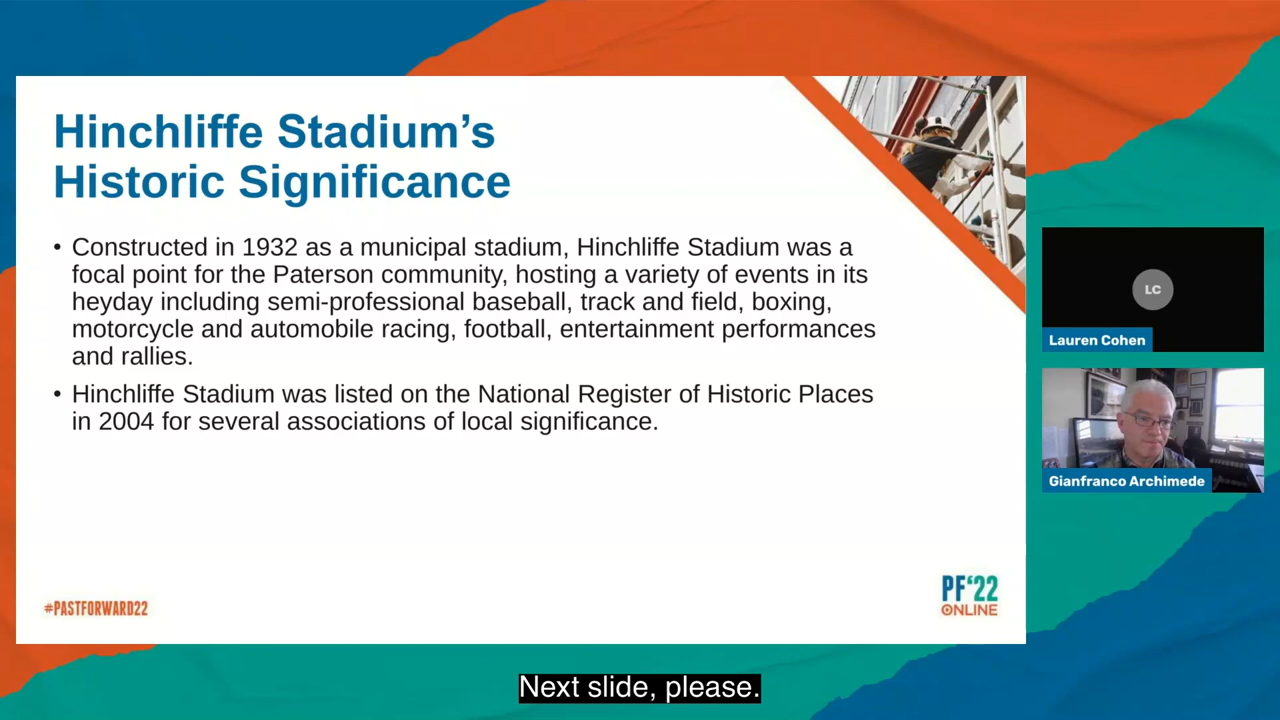 Hinchliffe Stadium’s
Historic Significance
• Constructed in 1932 as a municipal stadium, Hinchliffe Stadium was a
focal point for the Paterson community, hosting a variety of events in its
heyday including semi-professional baseball, track and field, boxing,
motorcycle and automobile racing, football, entertainment performances
and rallies.
• Hinchliffe Stadium was listed on the National Register of Historic Places
in 2004 for several associations of local significance.
#PASTFORWARD22
PF‘22
ONLINE
LC
Lauren Cohen
Gianfranco Archimede
Next slide, please.